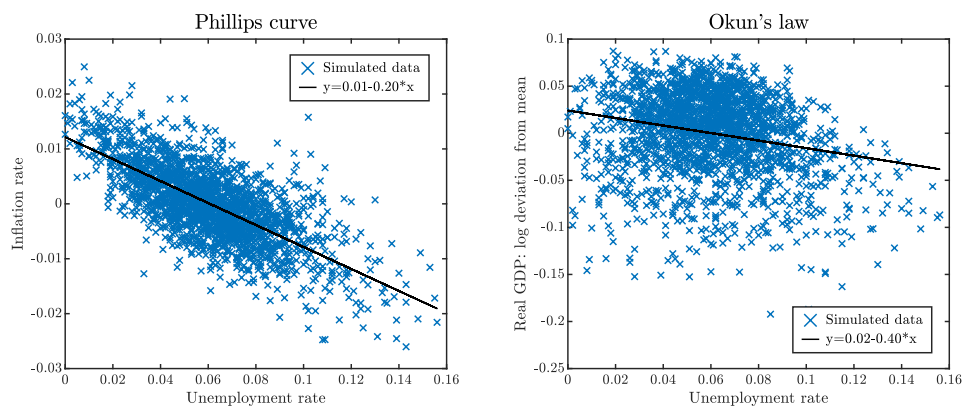 Phillips curve
0.03
0.02
0.01
0
-0.01
-0.02
-0.03
Inflation rate
0 0.02 0.04 0.06 0.08 0.1 0.12 0.14 0.16
Unemployment rate
Simulated data
y=0.01-0.20*x
Okun's law
0.1
0.05
0
-0.05
-0.1
-0.15
-0.2
-0.25
Real GDP: log deviation from mean
0 0.02 0.04 0.06 0.08 0.1 0.12 0.14 0.16
Unemployment rate
Simulated data
y=0.02-0.40*x